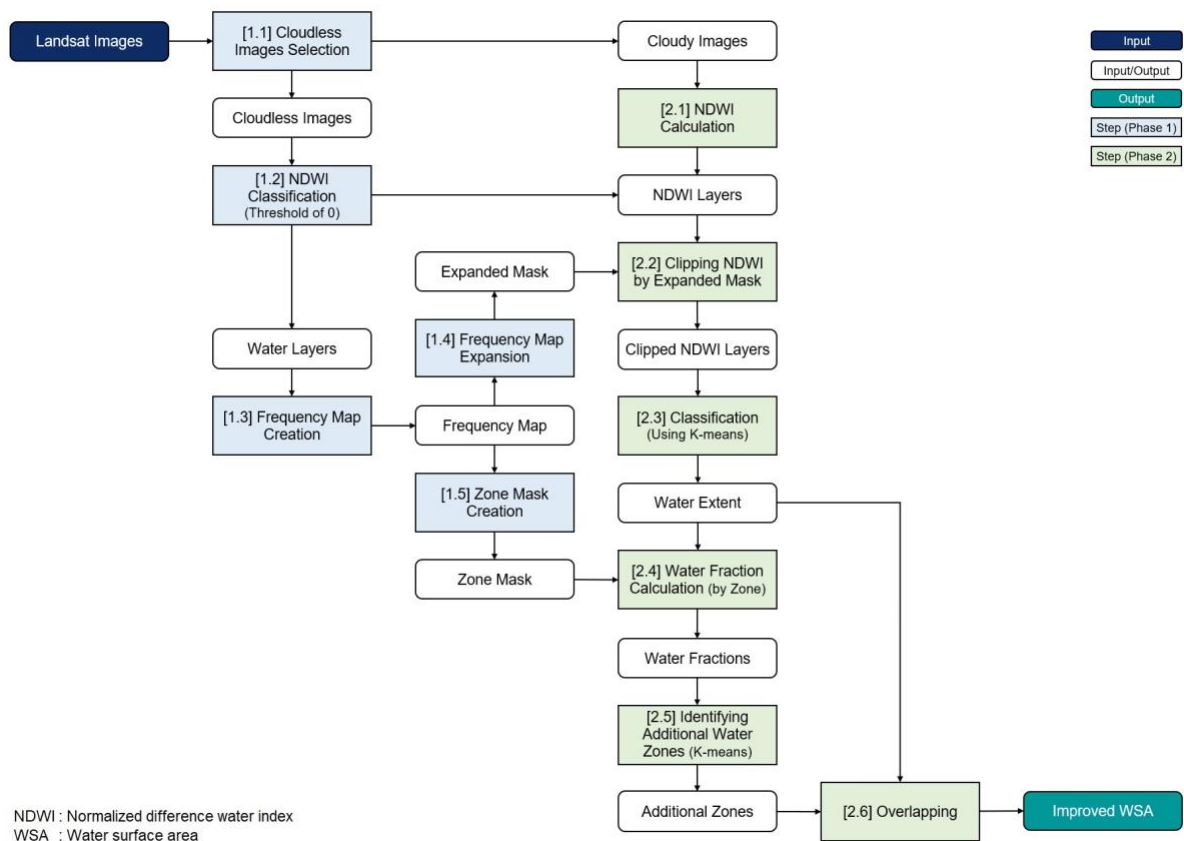 Landsat Images
[1.1] Cloudless
Images Selection
Cloudy Images
Input
Input/Output
Output
Step (Phase 1)
Step (Phase 2)
Cloudless Images
[2.1] NDWI
Calculation
[1.2] NDWI
Classification
(Threshold of 0)
NDWI Layers
Expanded Mask
[2.2] Clipping NDWI
by Expanded Mask
Water Layers
[1.4] Frequency Map
Expansion
Clipped NDWI Layers
[1.3] Frequency Map
Creation
Frequency Map
[2.3] Classification
(Using K-means)
[1.5] Zone Mask
Creation
Water Extent
Zone Mask
[2.4] Water Fraction
Calculation (by Zone)
Water Fractions
[2.5] Identifying
Additional Water
Zones (K-means)
Additional Zones
[2.6] Overlapping
Improved WSA
NDWI : Normalized difference water index
WSA : Water surface area